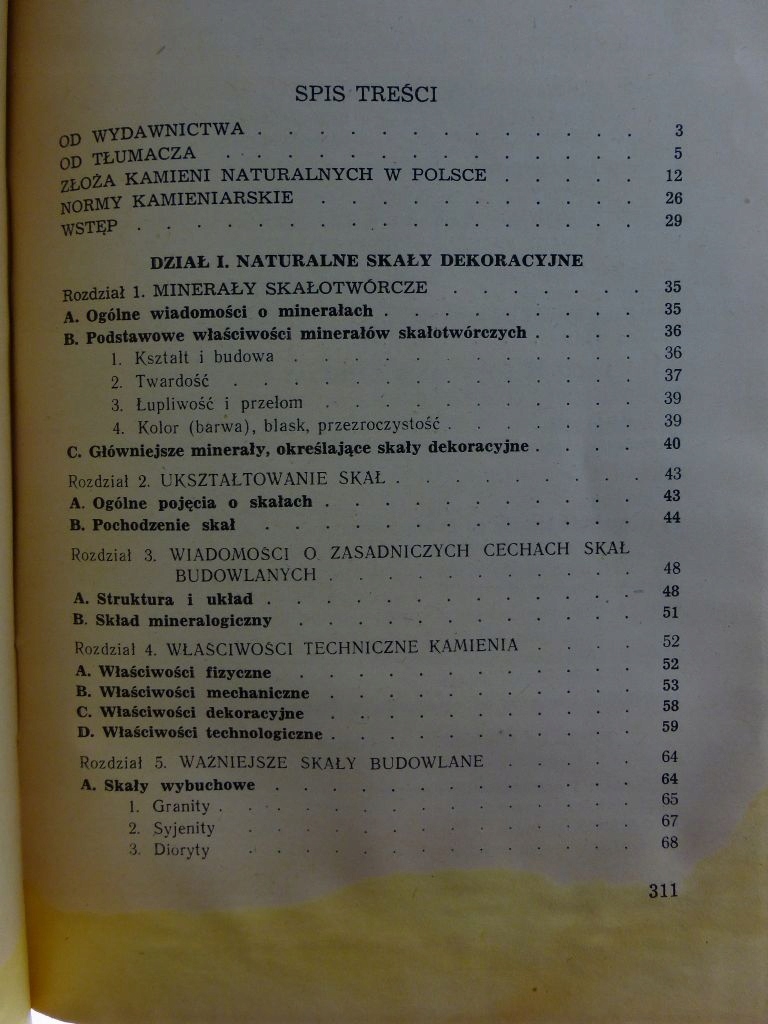 SPIS TREŚCI
OD WYDAWNICTWA . . . . . . . . . . . . . 3
OD TŁUMACZA . . . . . . . . . . . . . . 5
ZŁOŻA KAMIENI NATURALNYCH W POLSCE . . . . . 12
NORMY KAMIENIARSKIE . . . . . . . . . . . 26
WSTĘP . . . . . . . . . . . . . . . . . 29
DZIAŁ I. NATURALNE SKAŁY DEKORACYJNE
Rozdział 1. MINERAŁY SKAŁOTWÓRCZE . . . . . . . 35
A. Ogólne wiadomości o minerałach . . . . . . . . . 35
B. Podstawowe właściwości minerałów skałotwórczych . . . . 36
1. Kształt i budowa . . . . . . . . . . . . 36
2. Twardość . . . . . . . . . . . . . . 37
3. Łupliwość i przełom . . . . . . . . . . . 39
4. Kolor (barwa), blask, przezroczystość . . . . . . . 39
C. Główniejsze minerały, określające skały dekoracyjne . . . . 40
Rozdział 2. UKSZTAŁTOWANIE SKAŁ . . . . . . . . . 43
A. Ogólne pojęcia o skałach . . . . . . . . . . . 43
B. Pochodzenie skał . . . . . . . . . . . . . 44
Rozdział 3. WIADOMOŚCI O ZASADNICZYCH CECHACH SKAŁ
BUDOWLANYCH . . . . . . . . . . . 48
A. Struktura i układ . . . . . . . . . . . . . 48
B. Skład mineralogiczny . . . . . . . . . . . . 51
Rozdział 4. WŁAŚCIWOŚCI TECHNICZNE KAMIENIA . . . . 52
A. Właściwości fizyczne . . . . . . . . . . . . 52
B. Właściwości mechaniczne . . . . . . . . . . . 53
C. Właściwości dekoracyjne . . . . . . . . . . . 58
D. Właściwości technologiczne . . . . . . . . . . . 59
Rozdział 5. WAŻNIEJSZE SKAŁY BUDOWLANE . . . . . 64
A. Skały wybuchowe . . . . . . . . . . . . . 64
1. Granity . . . . . . . . . . . . . . . 65
2. Syjenity . . . . . . . . . . . . . . 67
3. Dioryty . . . . . . . . . . . . . . 68
311